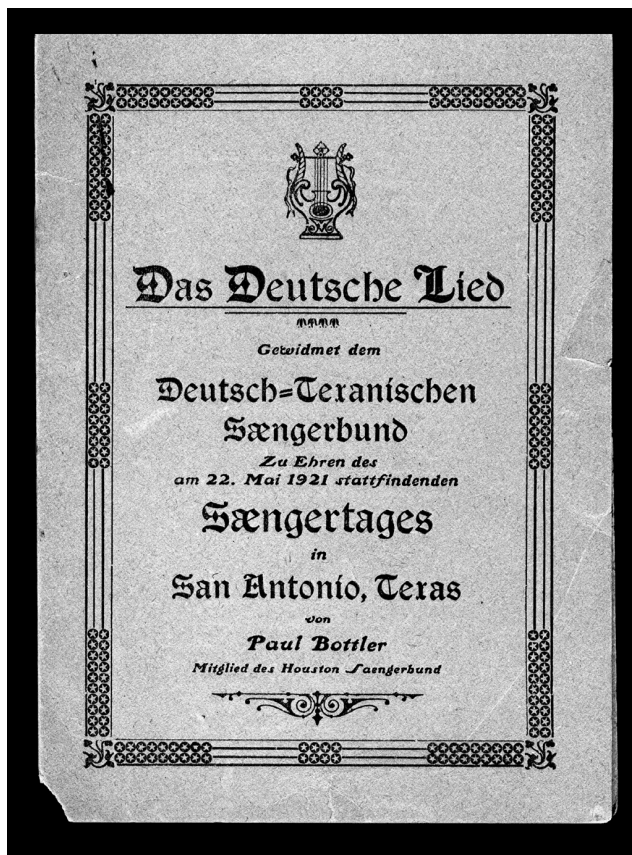 Das Deutsche Lied
Gewidmet dem
Deutsch=Texanischen
Sængerbund
Zu Ehren des
am 22. Mai 1921 stattfindenden
Sængertages
in
San Antonio, Texas
von
Paul Bottler
Mitglied des Houston Saengerbund